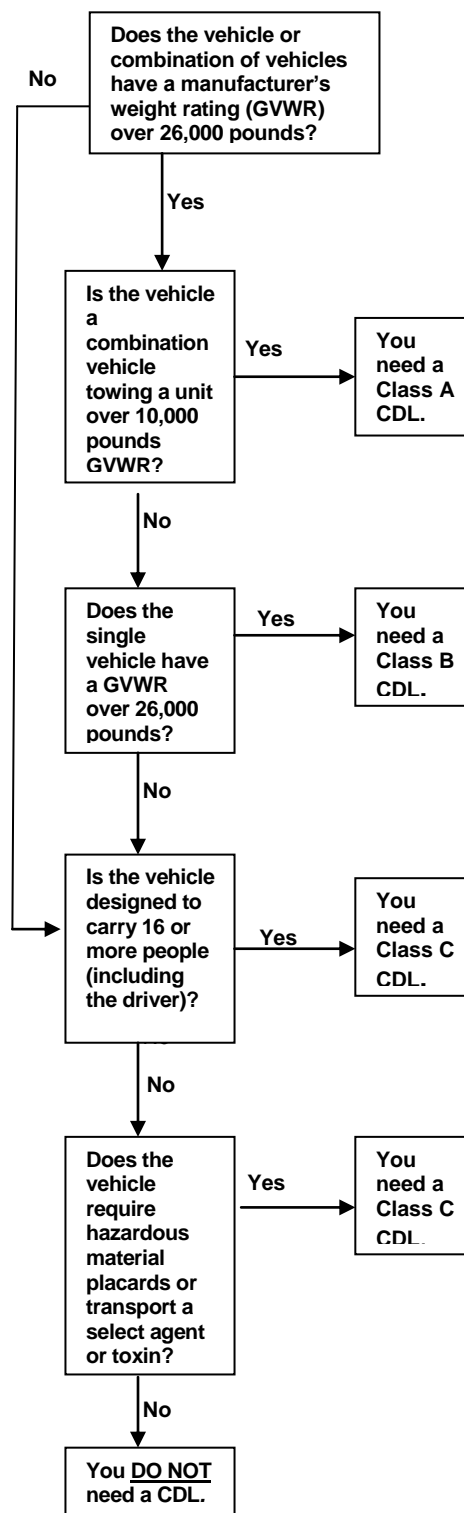 Does the vehicle or
combination of vehicles
have a manufacturer's
weight rating (GVWR)
over 26,000 pounds?
No
Yes
Is the vehicle
a
combination
vehicle
towing a unit
over 10,000
pounds
GVWR?
Yes
You
need a
Class A
CDL.
No
Does the
single
vehicle have
a GVWR
over 26,000
pounds?
Yes
You
need a
Class B
CDL.
No
Is the vehicle
designed to
carry 16 or
more people
(including
the driver)?
Yes
You
need a
Class C
CDL.
No
Does the
vehicle
require
hazardous
material
placards or
transport a
select agent
or toxin?
Yes
You
need a
Class C
CDL.
No
You DO NOT
need a CDL.